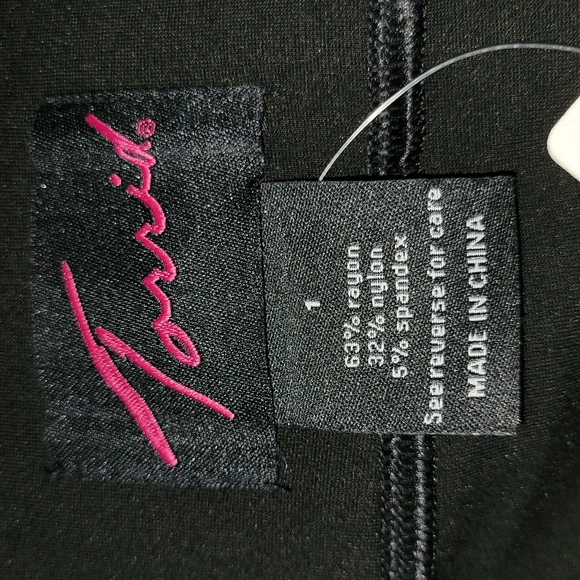 Torrid®
1
63% rayon
32% nylon
5% spandex
See reverse for care
MADE IN CHINA